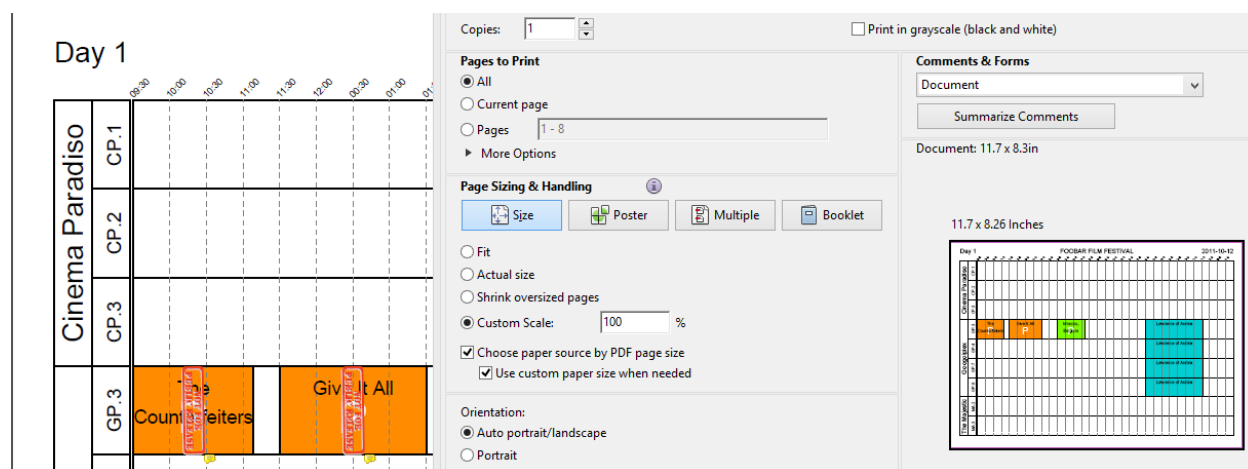 Day 1
09:30 10:00 10:30 11:00 11:30 12:00 00:30 01:00
Cinema Paradiso
CP.1
CP.2
CP.3
GP.3
The Counterfeiters
Give It All
Copies: 1
Print in grayscale (black and white)
Pages to Print
All
Current page
Pages 1 - 8
More Options
Page Sizing & Handling
Size Poster Multiple Booklet
Fit
Actual size
Shrink oversized pages
Custom Scale: 100 %
Choose paper source by PDF page size
Use custom paper size when needed
Orientation:
Auto portrait/landscape
Portrait
Comments & Forms
Document
Summarize Comments
Document: 11.7 x 8.3in
11.7 x 8.26 Inches
Day 1 FOOBAR FILM FESTIVAL 2011-10-12
Cinema Paradiso
The Majestic
P